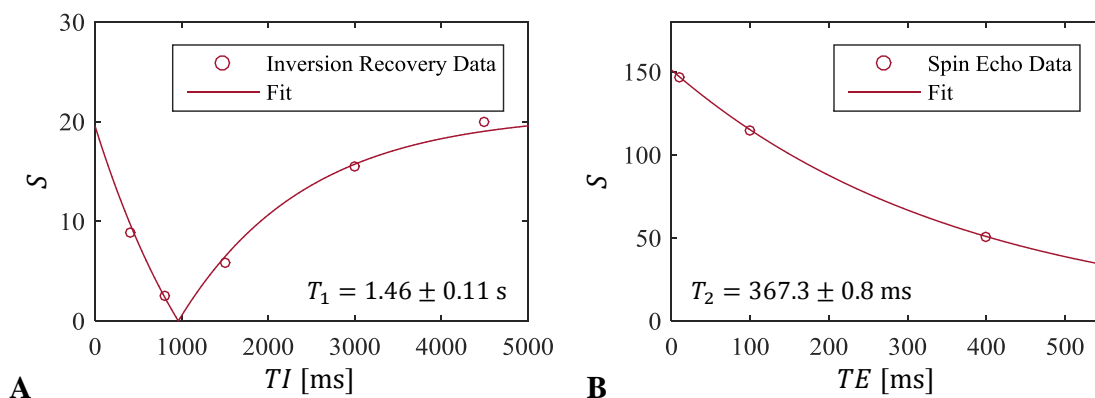 30
20
10
0
S
Inversion Recovery Data
Fit
T₁ = 1.46 ± 0.11 s
0 1000 2000 3000 4000 5000
TI [ms]
A
150
100
50
0
S
Spin Echo Data
Fit
T₂ = 367.3 ± 0.8 ms
0 100 200 300 400 500
TE [ms]
B